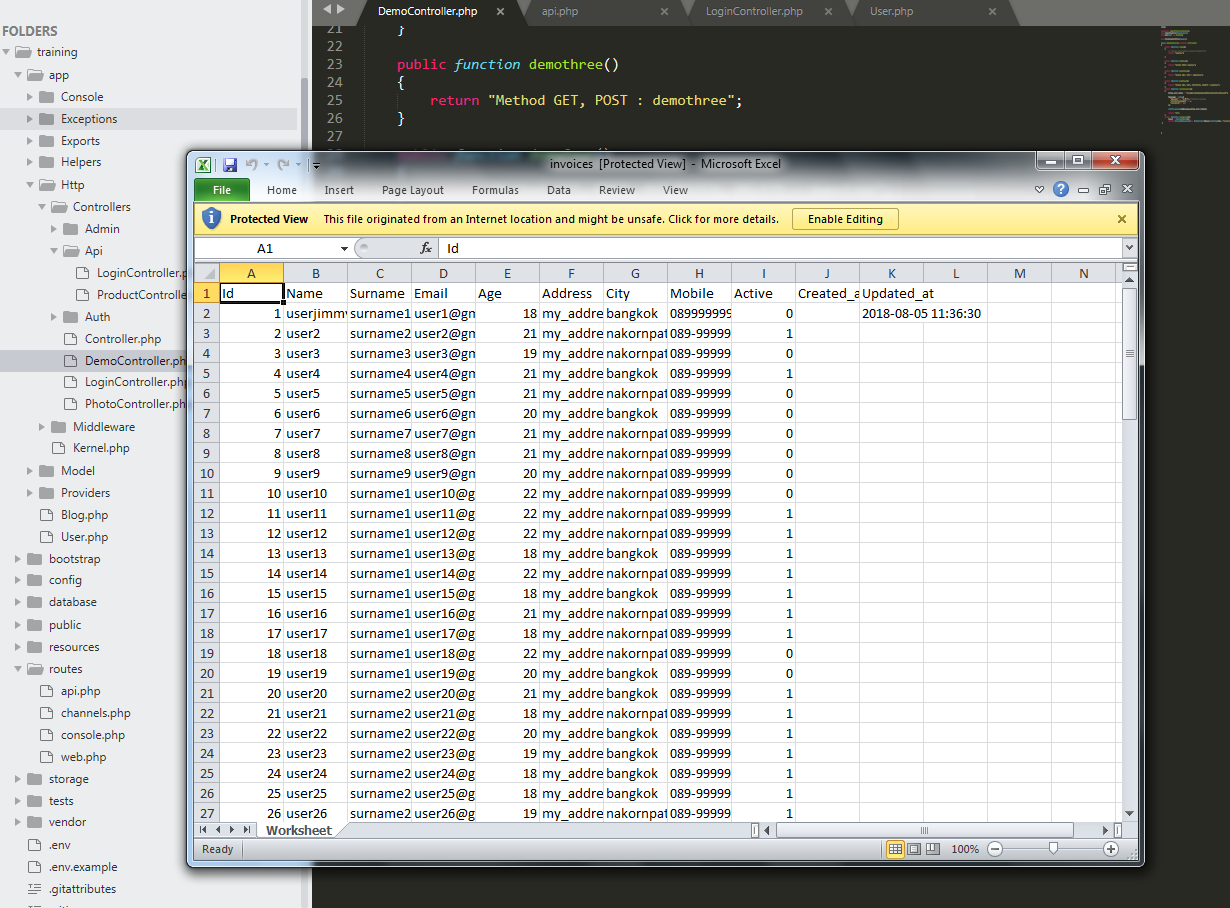 FOLDERS
training
app
Console
Exceptions
Exports
Helpers
Http
Controllers
Admin
Api
LoginController.p
ProductControlle
Auth
Controller.php
DemoController.ph
LoginController.php
PhotoController.ph
Middleware
Kernel.php
Model
Providers
Blog.php
User.php
bootstrap
config
database
public
resources
routes
api.php
channels.php
console.php
web.php
storage
tests
vendor
.env
.env.example
.gitattributes
DemoController.php × api.php × LoginController.php × User.php ×
21 }
22
23 public function demothree()
24 {
25 return "Method GET, POST : demothree";
26 }
27
invoices [Protected View] - Microsoft Excel
File Home Insert Page Layout Formulas Data Review View
Protected View This file originated from an Internet location and might be unsafe. Click for more details. Enable Editing
A1 fx Id
A B C D E F G H I J K L M N
1 Id Name Surname Email Age Address City Mobile Active Created_a Updated_at
2 1 userjimmy surname1 user1@gm 18 my_addre bangkok 089999999 0 2018-08-05 11:36:30
3 2 user2 surname2 user2@gm 21 my_addre nakornpat 089-99999 1
4 3 user3 surname3 user3@gm 19 my_addre nakornpat 089-99999 0
5 4 user4 surname4 user4@gm 21 my_addre bangkok 089-99999 1
6 5 user5 surname5 user5@gm 21 my_addre nakornpat 089-99999 0
7 6 user6 surname6 user6@gm 20 my_addre bangkok 089-99999 0
8 7 user7 surname7 user7@gm 21 my_addre nakornpat 089-99999 0
9 8 user8 surname8 user8@gm 21 my_addre nakornpat 089-99999 0
10 9 user9 surname9 user9@gm 20 my_addre nakornpat 089-99999 0
11 10 user10 surname1 user10@g 22 my_addre nakornpat 089-99999 0
12 11 user11 surname1 user11@g 22 my_addre nakornpat 089-99999 1
13 12 user12 surname1 user12@g 22 my_addre nakornpat 089-99999 1
14 13 user13 surname1 user13@g 18 my_addre bangkok 089-99999 1
15 14 user14 surname1 user14@g 22 my_addre nakornpat 089-99999 1
16 15 user15 surname1 user15@g 18 my_addre bangkok 089-99999 1
17 16 user16 surname1 user16@g 21 my_addre nakornpat 089-99999 1
18 17 user17 surname1 user17@g 18 my_addre nakornpat 089-99999 1
19 18 user18 surname1 user18@g 22 my_addre nakornpat 089-99999 0
20 19 user19 surname1 user19@g 20 my_addre bangkok 089-99999 0
21 20 user20 surname2 user20@g 21 my_addre bangkok 089-99999 1
22 21 user21 surname2 user21@g 18 my_addre nakornpat 089-99999 1
23 22 user22 surname2 user22@g 20 my_addre bangkok 089-99999 1
24 23 user23 surname2 user23@g 19 my_addre bangkok 089-99999 1
25 24 user24 surname2 user24@g 18 my_addre bangkok 089-99999 1
26 25 user25 surname2 user25@g 18 my_addre bangkok 089-99999 1
27 26 user26 surname2 user26@g 19 my_addre nakornpat 089-99999 1
Worksheet
Ready 100%